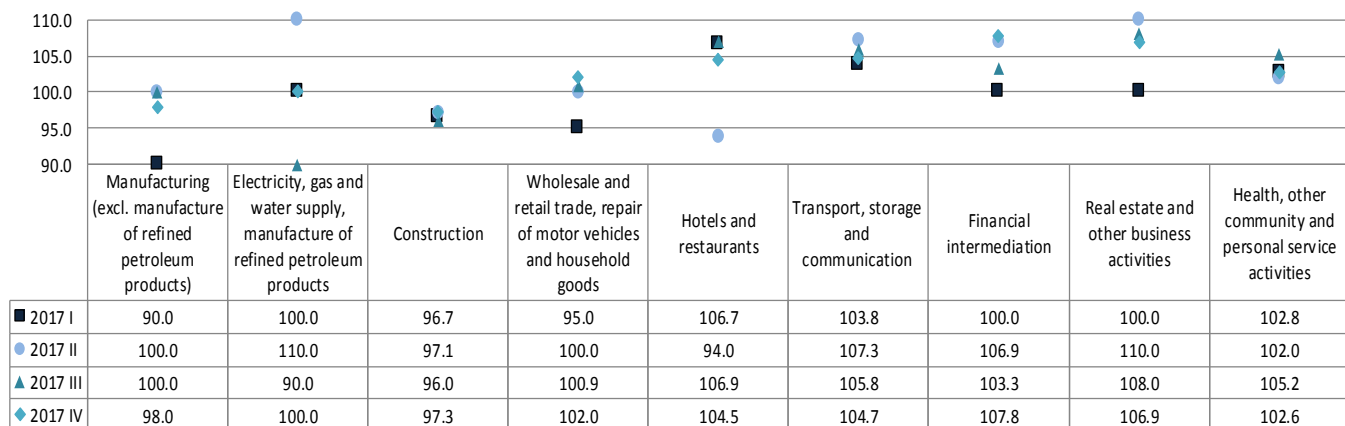 110.0
105.0
100.0
95.0
90.0
Manufacturing
(excl. manufacture
of refined
petroleum
products)
Electricity, gas and
water supply,
manufacture of
refined petroleum
products
Construction
Wholesale and
retail trade, repair
of motor vehicles
and household
goods
Hotels and
restaurants
Transport, storage
and
communication
Financial
intermediation
Real estate and
other business
activities
Health, other
community and
personal service
activities
2017 I 90.0 100.0 96.7 95.0 106.7 103.8 100.0 100.0 102.8
2017 II 100.0 110.0 97.1 100.0 94.0 107.3 106.9 110.0 102.0
2017 III 100.0 90.0 96.0 100.9 106.9 105.8 103.3 108.0 105.2
2017 IV 98.0 100.0 97.3 102.0 104.5 104.7 107.8 106.9 102.6